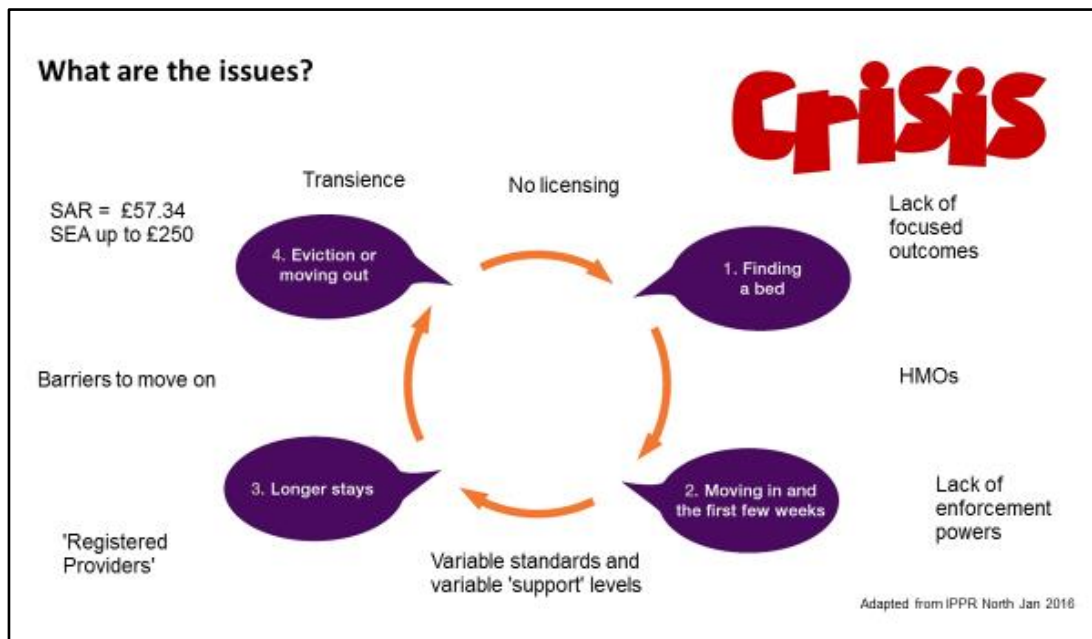 What are the issues?
Crisis
Transience
No licensing
SAR = £57.34
SEA up to £250
Lack of
focused
outcomes
4. Eviction or
moving out
1. Finding
a bed
Barriers to move on
HMOs
3. Longer stays
2. Moving in and
the first few weeks
Lack of
enforcement
powers
'Registered
Providers'
Variable standards and
variable 'support' levels
Adapted from IPPR North Jan 2016